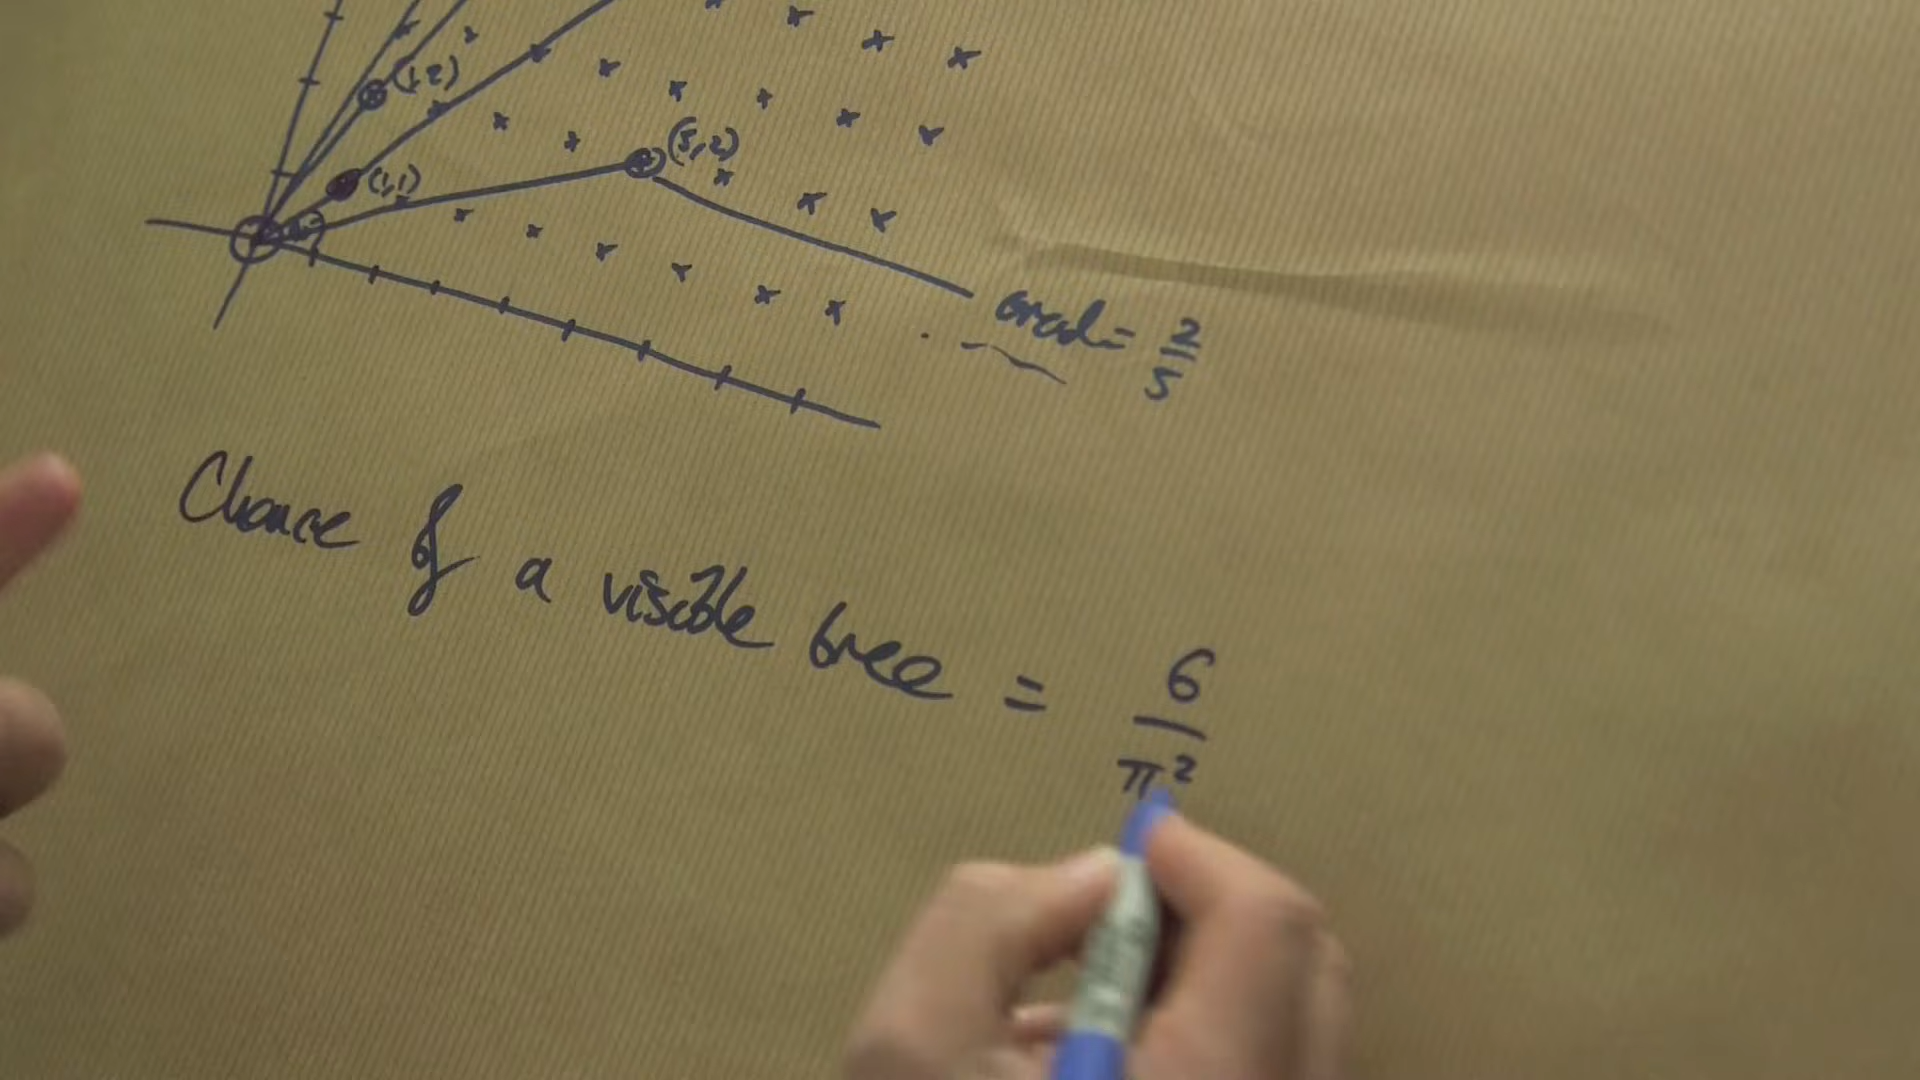 (1,2)
(5,2)
(1,1)
Grad = 2/5
Chance of a visible tree = 6/π²